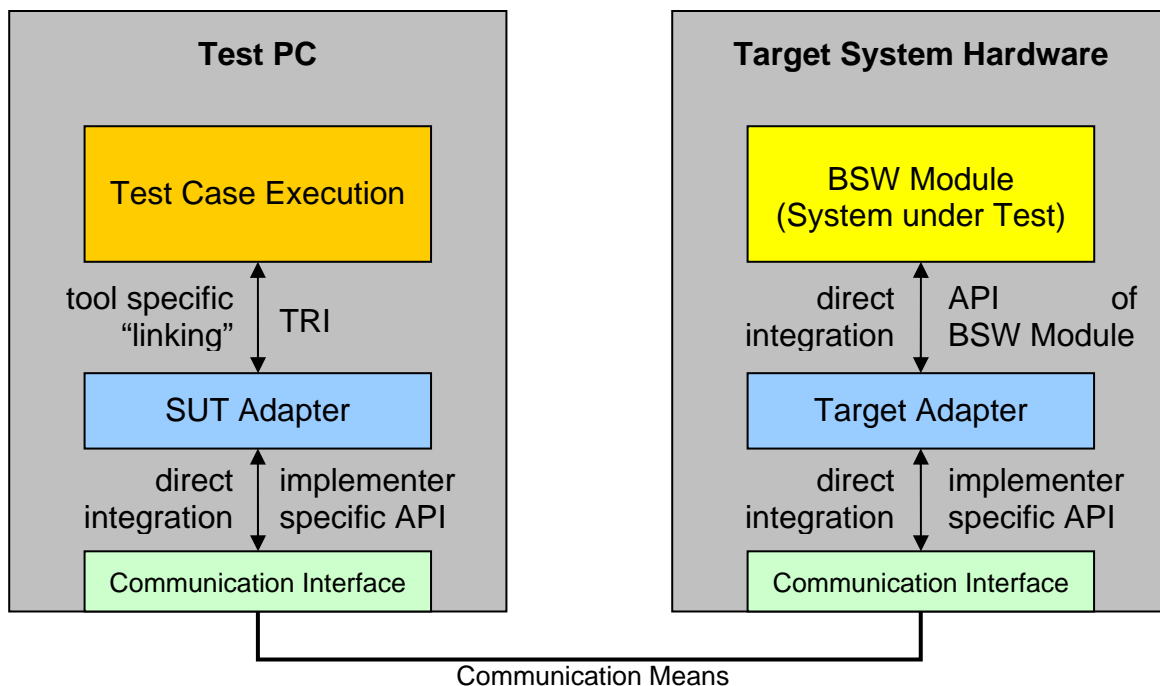 Test PC
Test Case Execution
tool specific
“linking”
TRI
SUT Adapter
direct
integration
implementer
specific API
Communication Interface
Target System Hardware
BSW Module
(System under Test)
direct
integration
API of
BSW Module
Target Adapter
direct
integration
implementer
specific API
Communication Interface
Communication Means